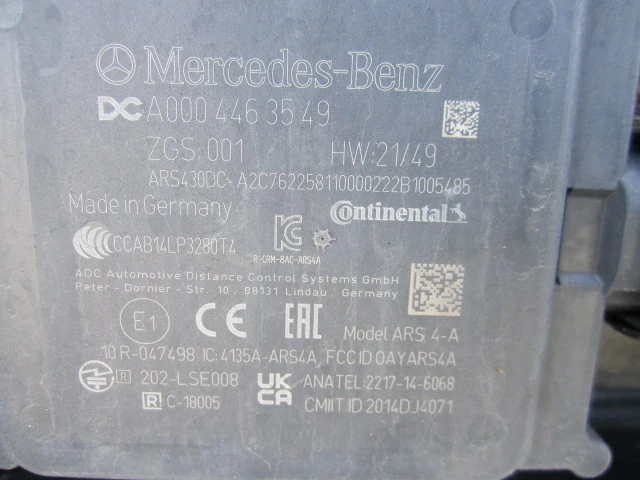 Mercedes-Benz
DC A000 446 35 49
ZGS: 001 HW:21/49
ARS430DC- A2C762258110000222B1005485
Made in Germany Continental
CCC CCAB14LP3280T4 KC
R-CRM-8AC-ARS4A
ADC Automotive Distance Control Systems GmbH
Peter - Dornier - Str. 10 , 88131 Lindau , Germany
E1 CE EAC Model ARS 4-A
10 R-047498 IC: 4135A-ARS4A, FCC ID OAYARS4A
R 202-LSE008 UK CA ANATEL: 2217-14-6068
R C-18005 CMIIT ID 2014DJ4071